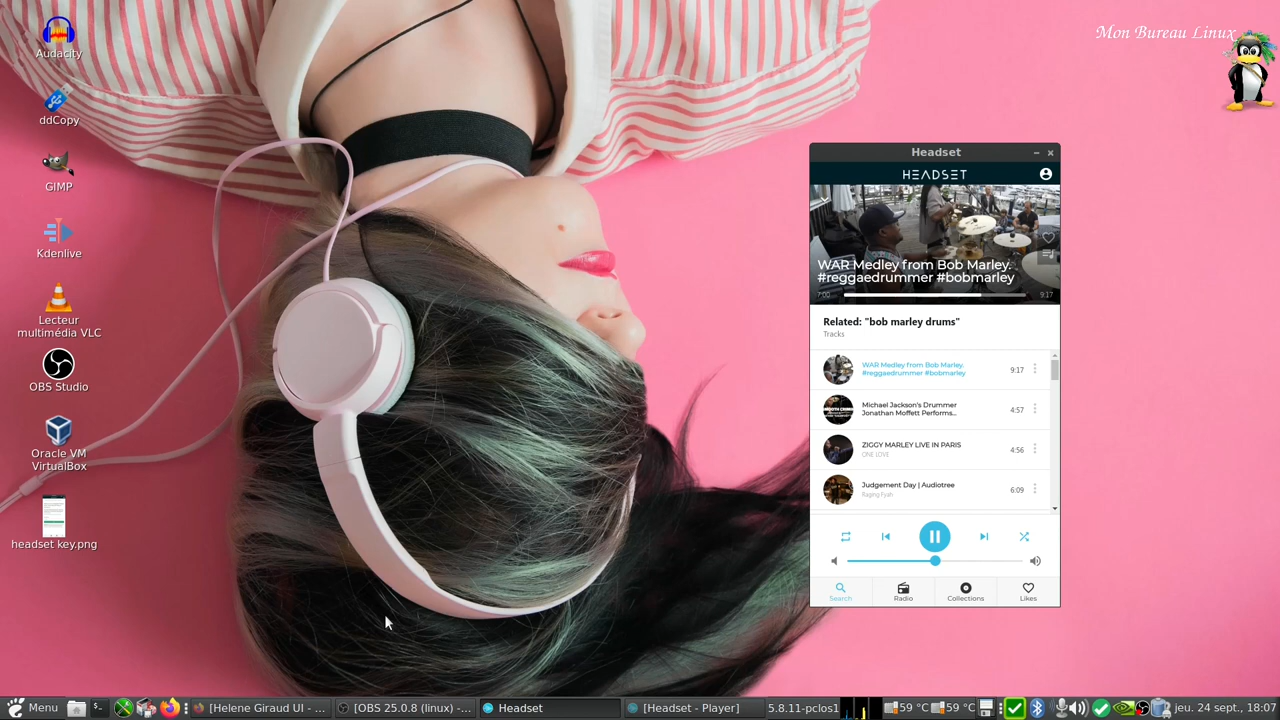 Mon Bureau Linux
Audacity
ddCopy
GIMP
Kdenlive
Lecteur
multimédia VLC
OBS Studio
Oracle VM
VirtualBox
headset key.png
Headset
HEADSET
WAR Medley from Bob Marley.
#reggaedrummer #bobmarley
7:00
9:17
Related: "bob marley drums"
Tracks
WAR Medley from Bob Marley.
#reggaedrummer #bobmarley
9:17
Michael Jackson's Drummer
Jonathan Moffett Performs...
4:57
ZIGGY MARLEY LIVE IN PARIS
ONE LOVE
4:56
Judgement Day | Audiotree
Raging Fyah
6:09
Search
Radio
Collections
Likes
Menu
[Helene Giraud UI - ...
[OBS 25.0.8 (linux) -...
Headset
[Headset - Player]
5.8.11-pclos1
59 °C
59 °C
jeu. 24 sept., 18:07